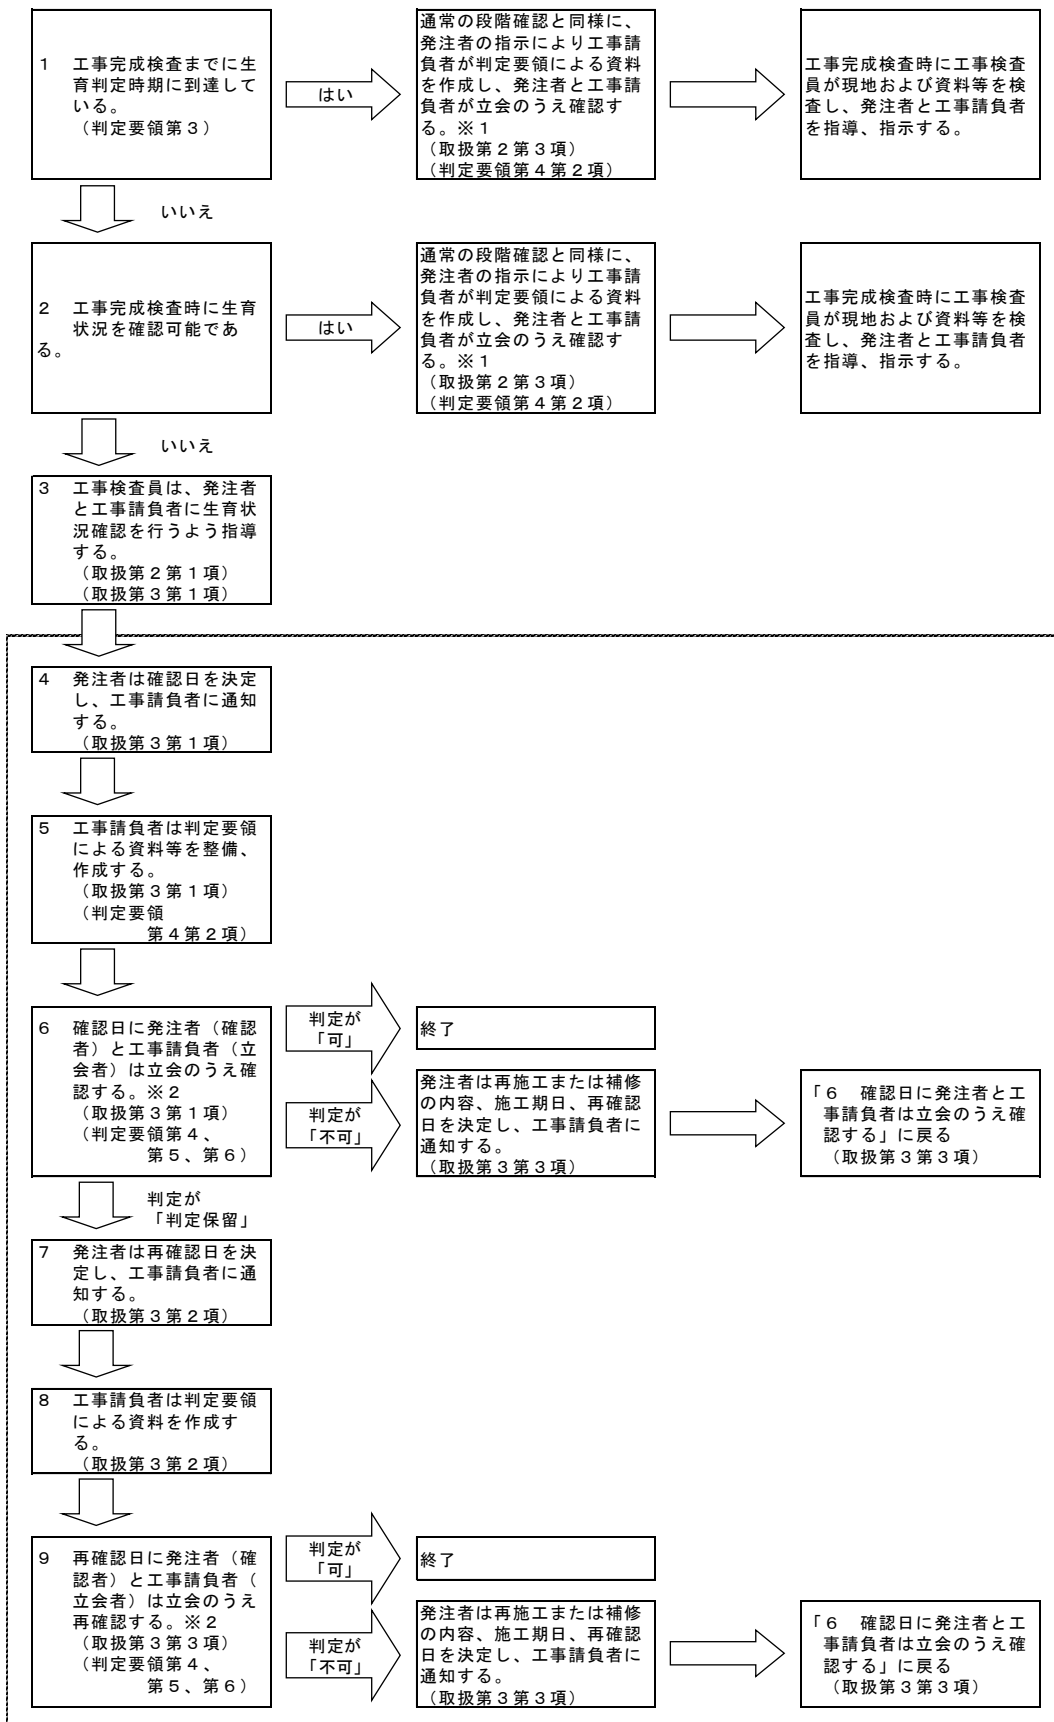 １　工事完成検査までに生
育判定時期に到達して
いる。
（判定要領第３）
はい
通常の段階確認と同様に、
発注者の指示により工事請
負者が判定要領による資料
を作成し、発注者と工事請
負者が立会のうえ確認す
る。※１
（取扱第２第３項）
（判定要領第４第２項）
工事完成検査時に工事検査
員が現地および資料等を検
査し、発注者と工事請負者
を指導、指示する。
いいえ
２　工事完成検査時に生育
状況を確認可能であ
る。
はい
通常の段階確認と同様に、
発注者の指示により工事請
負者が判定要領による資料
を作成し、発注者と工事請
負者が立会のうえ確認す
る。※１
（取扱第２第３項）
（判定要領第４第２項）
工事完成検査時に工事検査
員が現地および資料等を検
査し、発注者と工事請負者
を指導、指示する。
いいえ
３　工事検査員は、発注者
と工事請負者に生育状
況確認を行うよう指導
する。
（取扱第２第１項）
（取扱第３第１項）
４　発注者は確認日を決定
し、工事請負者に通知
する。
（取扱第３第１項）
５　工事請負者は判定要領
による資料等を整備、
作成する。
（取扱第３第１項）
（判定要領
第４第２項）
６　確認日に発注者（確認
者）と工事請負者（立
会者）は立会のうえ確
認する。※２
（取扱第３第１項）
（判定要領第４、
第５、第６）
判定が
「可」
終了
判定が
「不可」
発注者は再施工または補修
の内容、施工期日、再確認
日を決定し、工事請負者に
通知する。
（取扱第３第３項）
「６　確認日に発注者と工
事請負者は立会のうえ確
認する」に戻る
（取扱第３第３項）
判定が
「判定保留」
７　発注者は再確認日を決
定し、工事請負者に通
知する。
（取扱第３第２項）
８　工事請負者は判定要領
による資料を作成す
る。
（取扱第３第２項）
９　再確認日に発注者（確
認者）と工事請負者（
立会者）は立会のうえ
再確認する。※２
（取扱第３第３項）
（判定要領第４、
第５、第６）
判定が
「可」
終了
判定が
「不可」
発注者は再施工または補修
の内容、施工期日、再確認
日を決定し、工事請負者に
通知する。
（取扱第３第３項）
「６　確認日に発注者と工
事請負者は立会のうえ確
認する」に戻る
（取扱第３第３項）